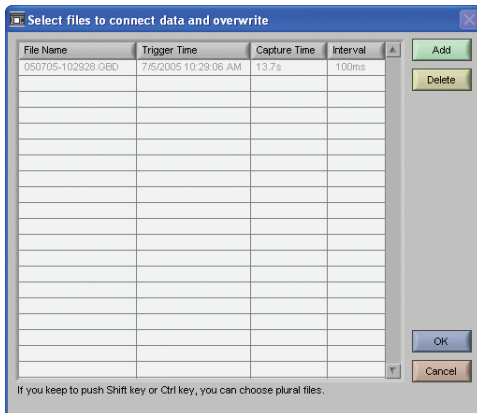 Select files to connect data and overwrite
File Name Trigger Time Capture Time Interval
050705-102928.GBD 7/5/2005 10:29:06 AM 13.7s 100ms
Add
Delete
OK
Cancel
If you keep to push Shift key or Ctrl key, you can choose plural files.